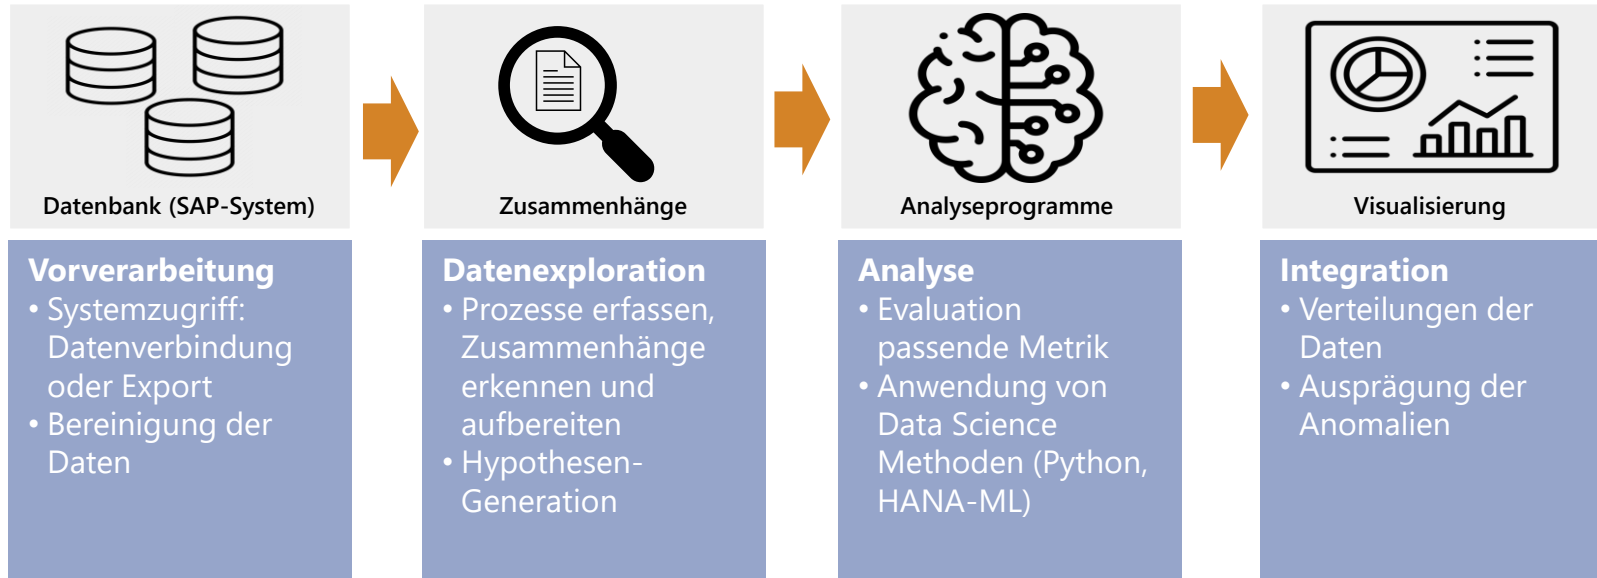 Datenbank (SAP-System)
Zusammenhänge
Analyseprogramme
Visualisierung
Vorverarbeitung
• Systemzugriff:
Datenverbindung
oder Export
• Bereinigung der
Daten
Datenexploration
• Prozesse erfassen,
Zusammenhänge
erkennen und
aufbereiten
• Hypothesen-
Generation
Analyse
• Evaluation
passende Metrik
• Anwendung von
Data Science
Methoden (Python,
HANA-ML)
Integration
• Verteilungen der
Daten
• Ausprägung der
Anomalien